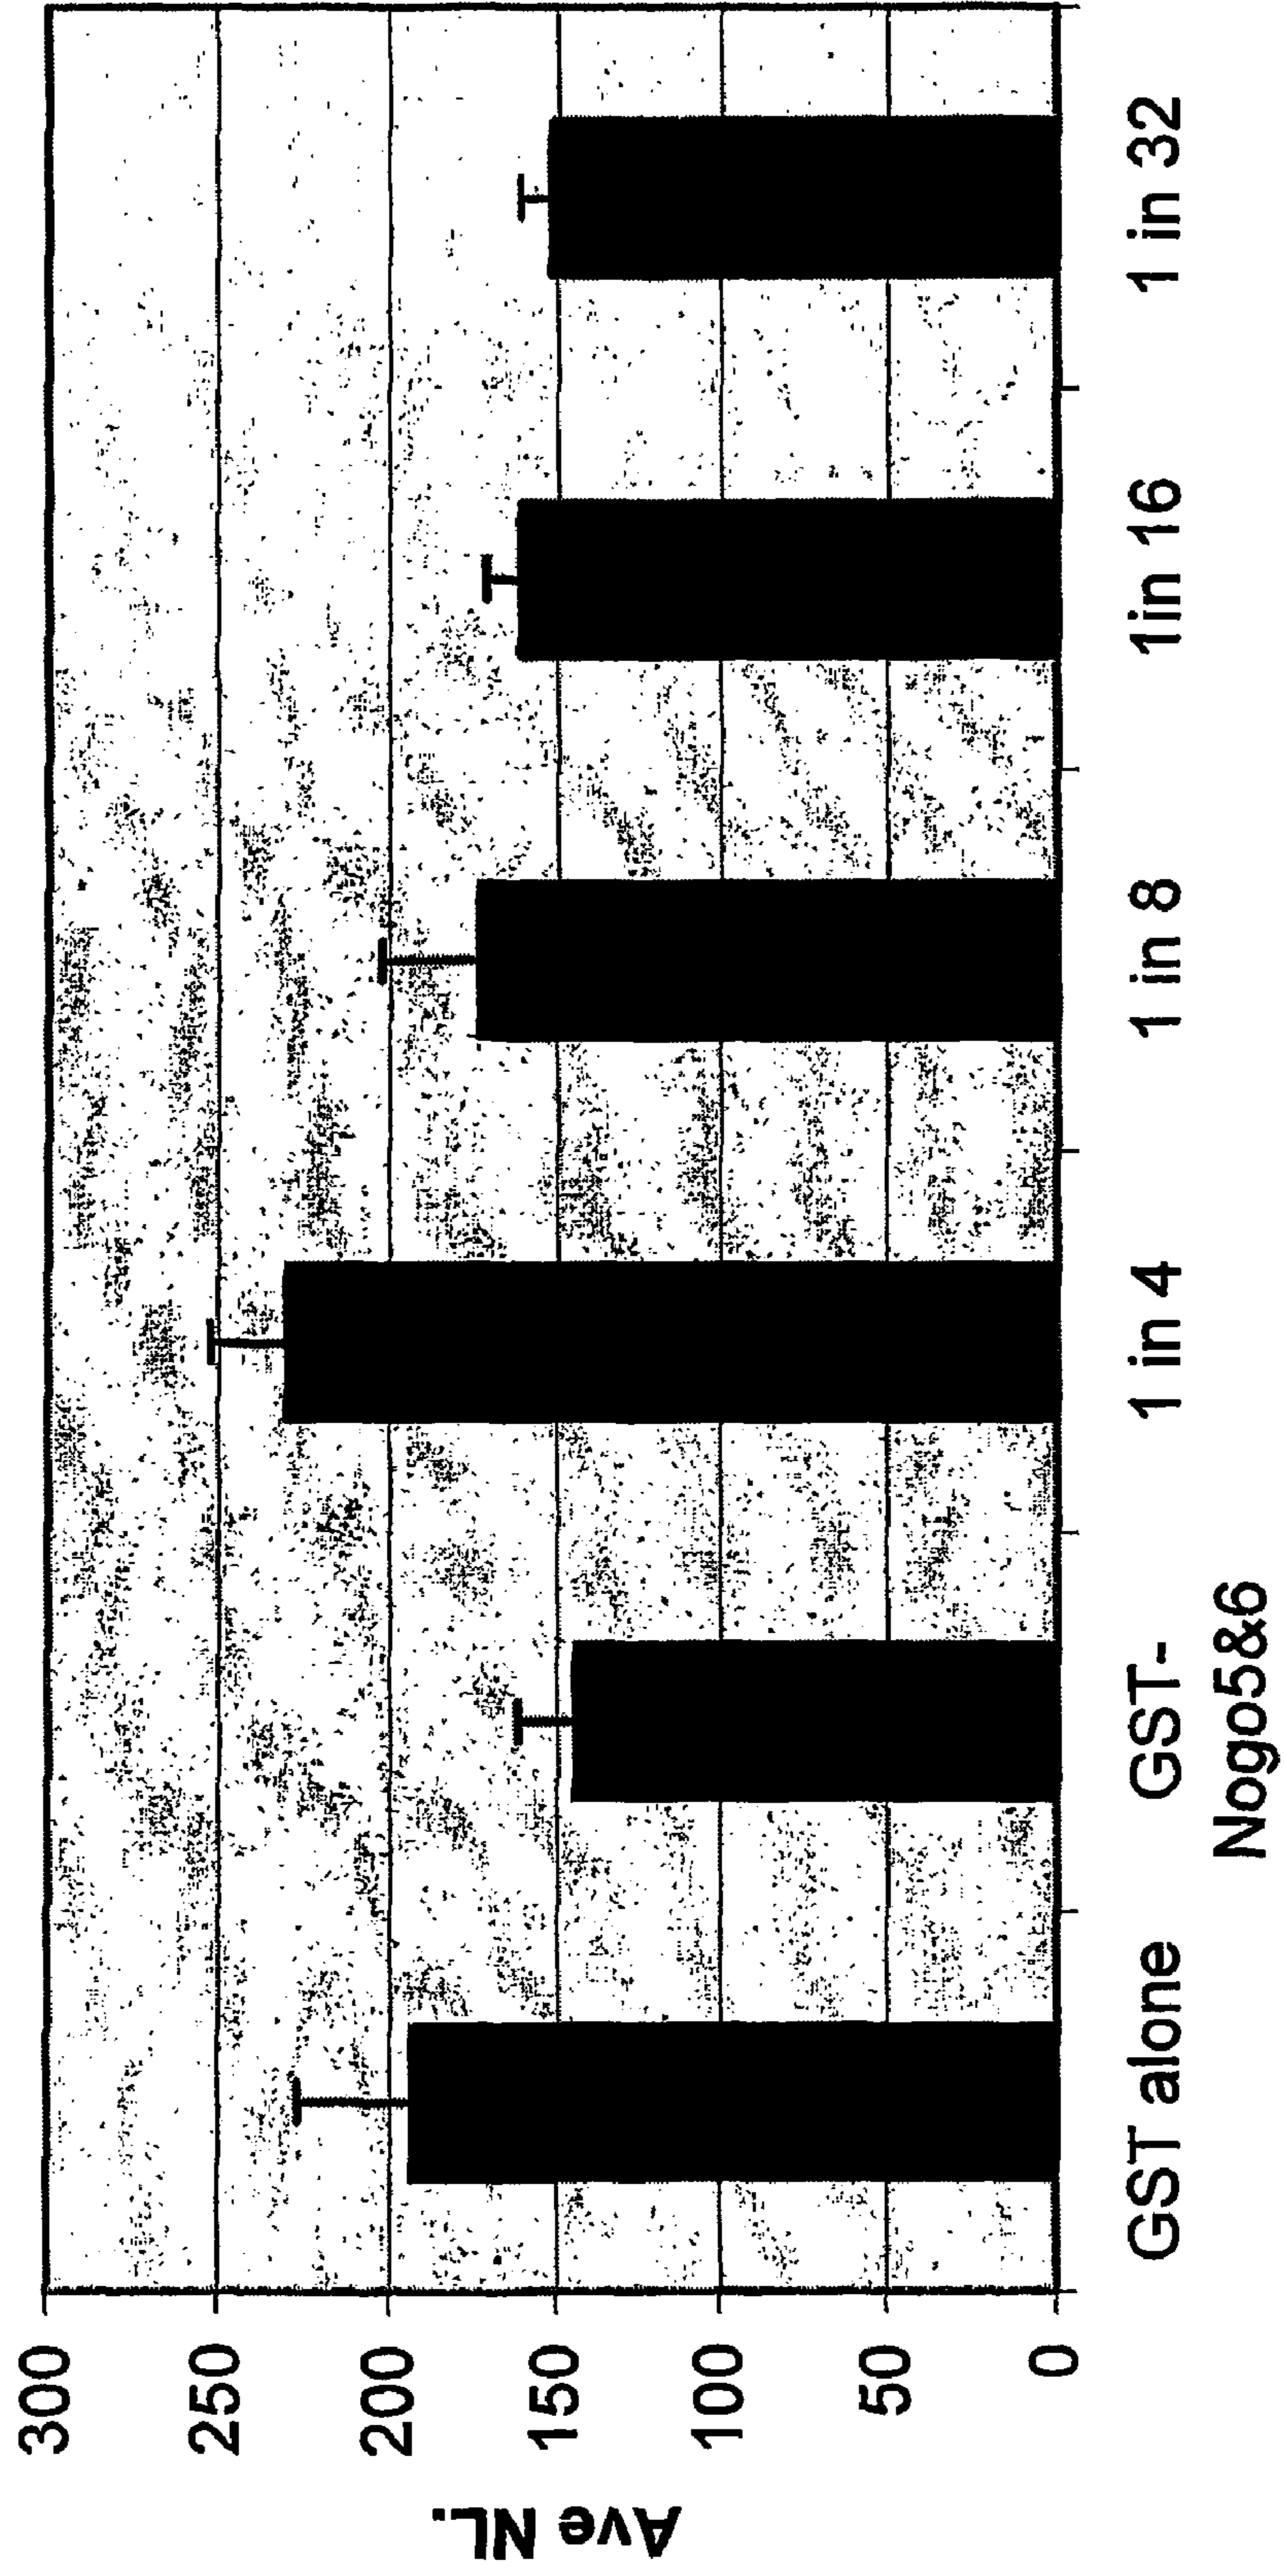 Ave NL.
300
250
200
150
100
50
0
GST alone
GST-
Nogo5&6
1 in 4
1 in 8
1in 16
1 in 32